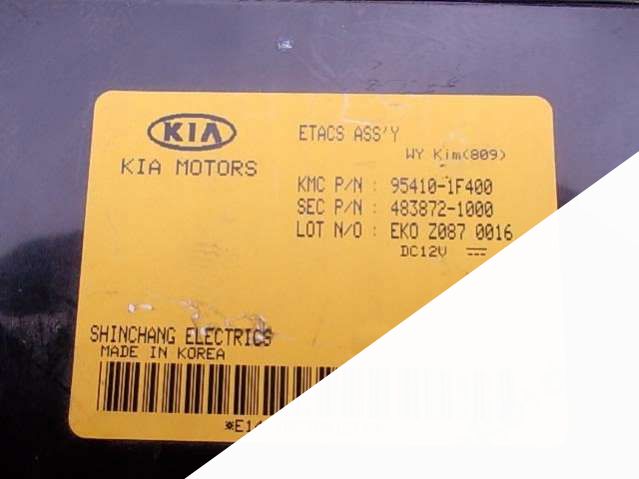 KIA
KIA MOTORS
ETACS ASS'Y
WY Kim(809)
KMC P/N : 95410-1F400
SEC P/N : 483872-1000
LOT N/O : EKO Z087 0016
DC12V
SHINCHANG ELECTRICS
MADE IN KOREA